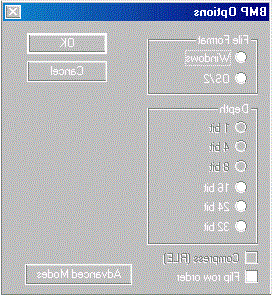 BMP Options
File Format
Windows
OS/2
OK
Cancel
Depth
1 bit
4 bit
8 bit
16 bit
24 bit
32 bit
Compress (RLE)
Flip row order
Advanced Modes